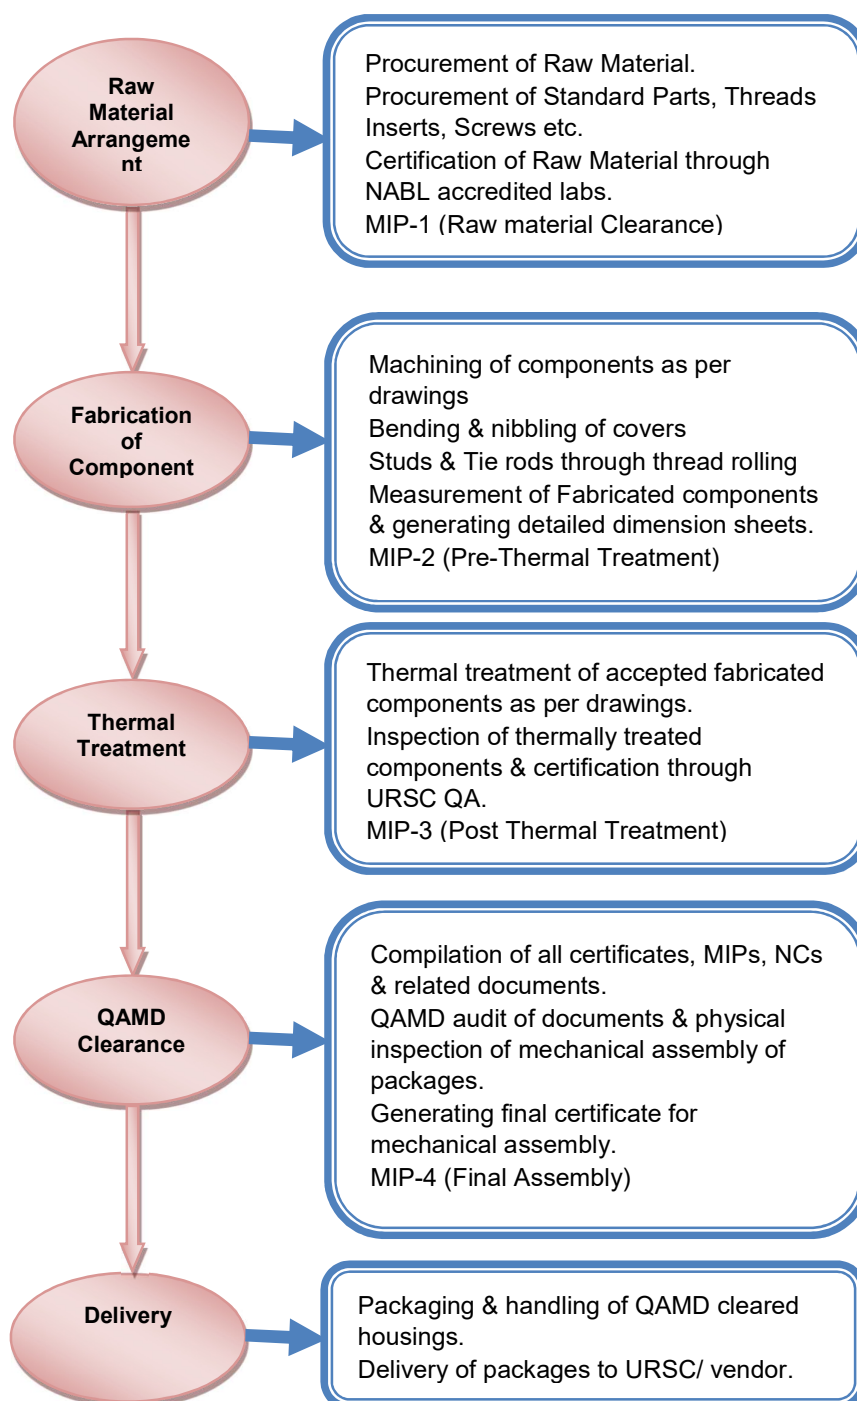 Raw
Material
Arrangeme
nt
Procurement of Raw Material.
Procurement of Standard Parts, Threads
Inserts, Screws etc.
Certification of Raw Material through
NABL accredited labs.
MIP-1 (Raw material Clearance)
Fabrication
of
Component
Machining of components as per
drawings
Bending & nibbling of covers
Studs & Tie rods through thread rolling
Measurement of Fabricated components
& generating detailed dimension sheets.
MIP-2 (Pre-Thermal Treatment)
Thermal
Treatment
Thermal treatment of accepted fabricated
components as per drawings.
Inspection of thermally treated
components & certification through
URSC QA.
MIP-3 (Post Thermal Treatment)
QAMD
Clearance
Compilation of all certificates, MIPs, NCs
& related documents.
QAMD audit of documents & physical
inspection of mechanical assembly of
packages.
Generating final certificate for
mechanical assembly.
MIP-4 (Final Assembly)
Delivery
Packaging & handling of QAMD cleared
housings.
Delivery of packages to URSC/ vendor.